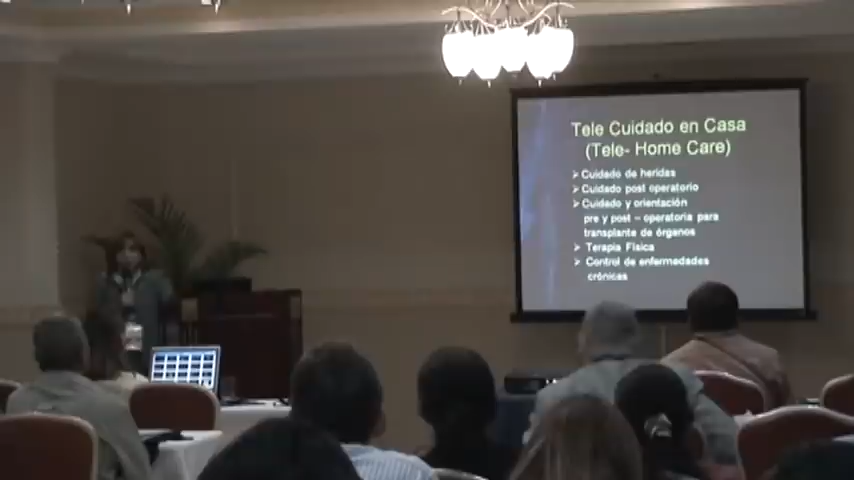 Tele Cuidado en Casa
(Tele- Home Care)
➢ Cuidado de heridas
➢ Cuidado post operatorio
➢ Cuidado y orientación
pre y post – operatoria para
transplante de órganos
➢ Terapia Física
➢ Control de enfermedades
crónicas